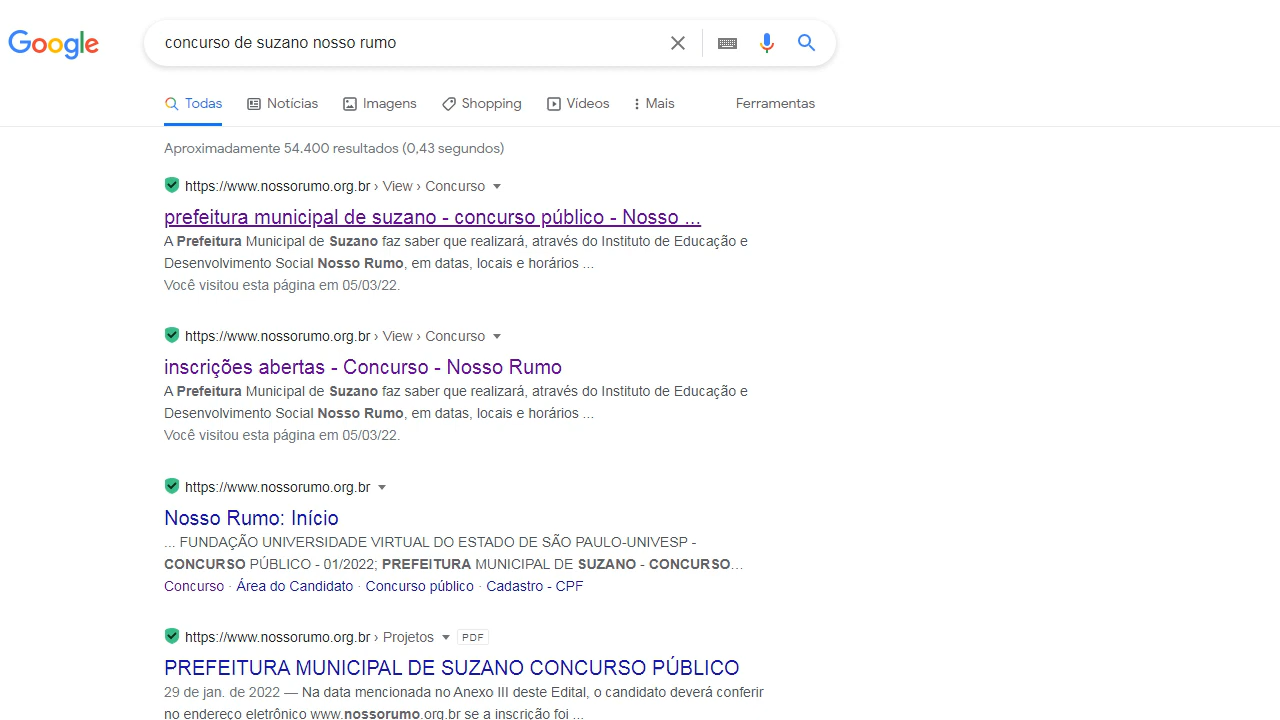 Google
concurso de suzano nosso rumo
Todas Notícias Imagens Shopping Vídeos Mais Ferramentas
Aproximadamente 54.400 resultados (0,43 segundos)
https://www.nossorumo.org.br › View › Concurso
prefeitura municipal de suzano - concurso público - Nosso ...
A Prefeitura Municipal de Suzano faz saber que realizará, através do Instituto de Educação e
Desenvolvimento Social Nosso Rumo, em datas, locais e horários ...
Você visitou esta página em 05/03/22.
https://www.nossorumo.org.br › View › Concurso
inscrições abertas - Concurso - Nosso Rumo
A Prefeitura Municipal de Suzano faz saber que realizará, através do Instituto de Educação e
Desenvolvimento Social Nosso Rumo, em datas, locais e horários ...
Você visitou esta página em 05/03/22.
https://www.nossorumo.org.br
Nosso Rumo: Início
... FUNDAÇÃO UNIVERSIDADE VIRTUAL DO ESTADO DE SÃO PAULO-UNIVESP -
CONCURSO PÚBLICO - 01/2022; PREFEITURA MUNICIPAL DE SUZANO - CONCURSO...
Concurso · Área do Candidato · Concurso público · Cadastro - CPF
https://www.nossorumo.org.br › Projetos PDF
PREFEITURA MUNICIPAL DE SUZANO CONCURSO PÚBLICO
29 de jan. de 2022 — Na data mencionada no Anexo III deste Edital, o candidato deverá conferir
no endereço eletrônico www.nossorumo.org.br se a inscrição foi ...